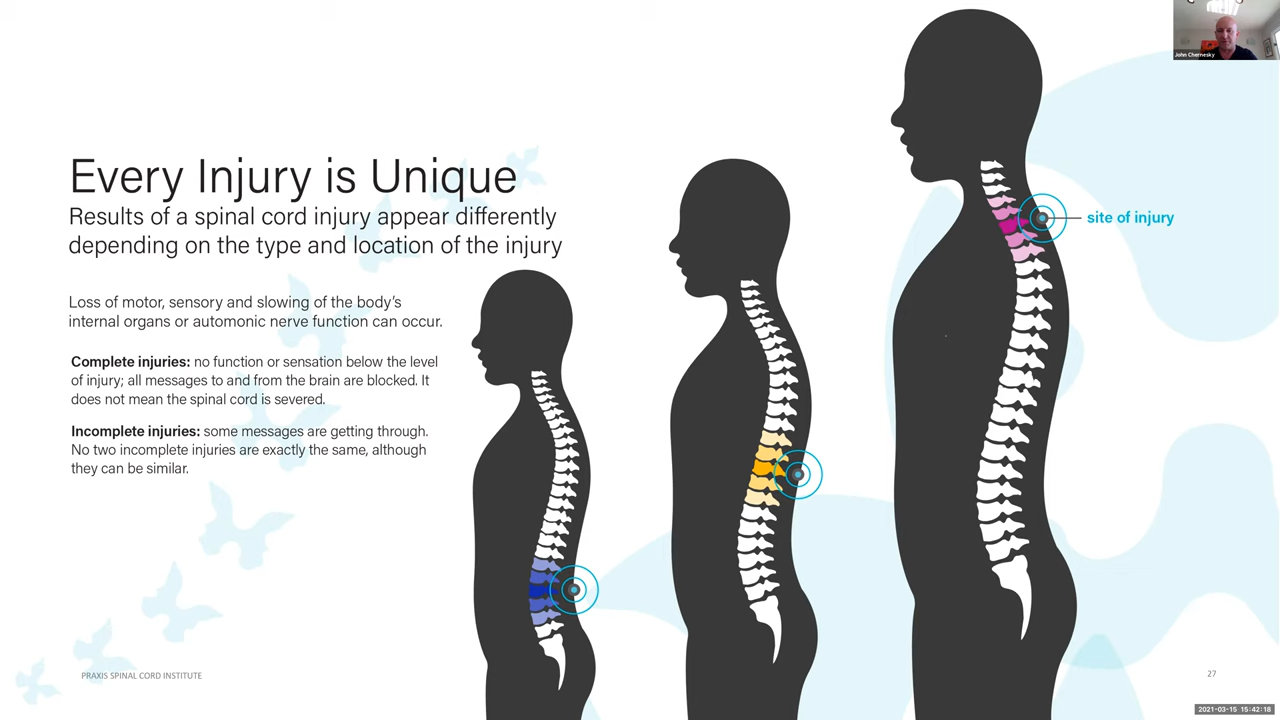 John Chernesky
Every Injury is Unique
Results of a spinal cord injury appear differently
depending on the type and location of the injury
site of injury
Loss of motor, sensory and slowing of the body's
internal organs or automonic nerve function can occur.
Complete injuries: no function or sensation below the level
of injury; all messages to and from the brain are blocked. It
does not mean the spinal cord is severed.
Incomplete injuries: some messages are getting through.
No two incomplete injuries are exactly the same, although
they can be similar.
PRAXIS SPINAL CORD INSTITUTE
27
2021-03-15 15:42:18